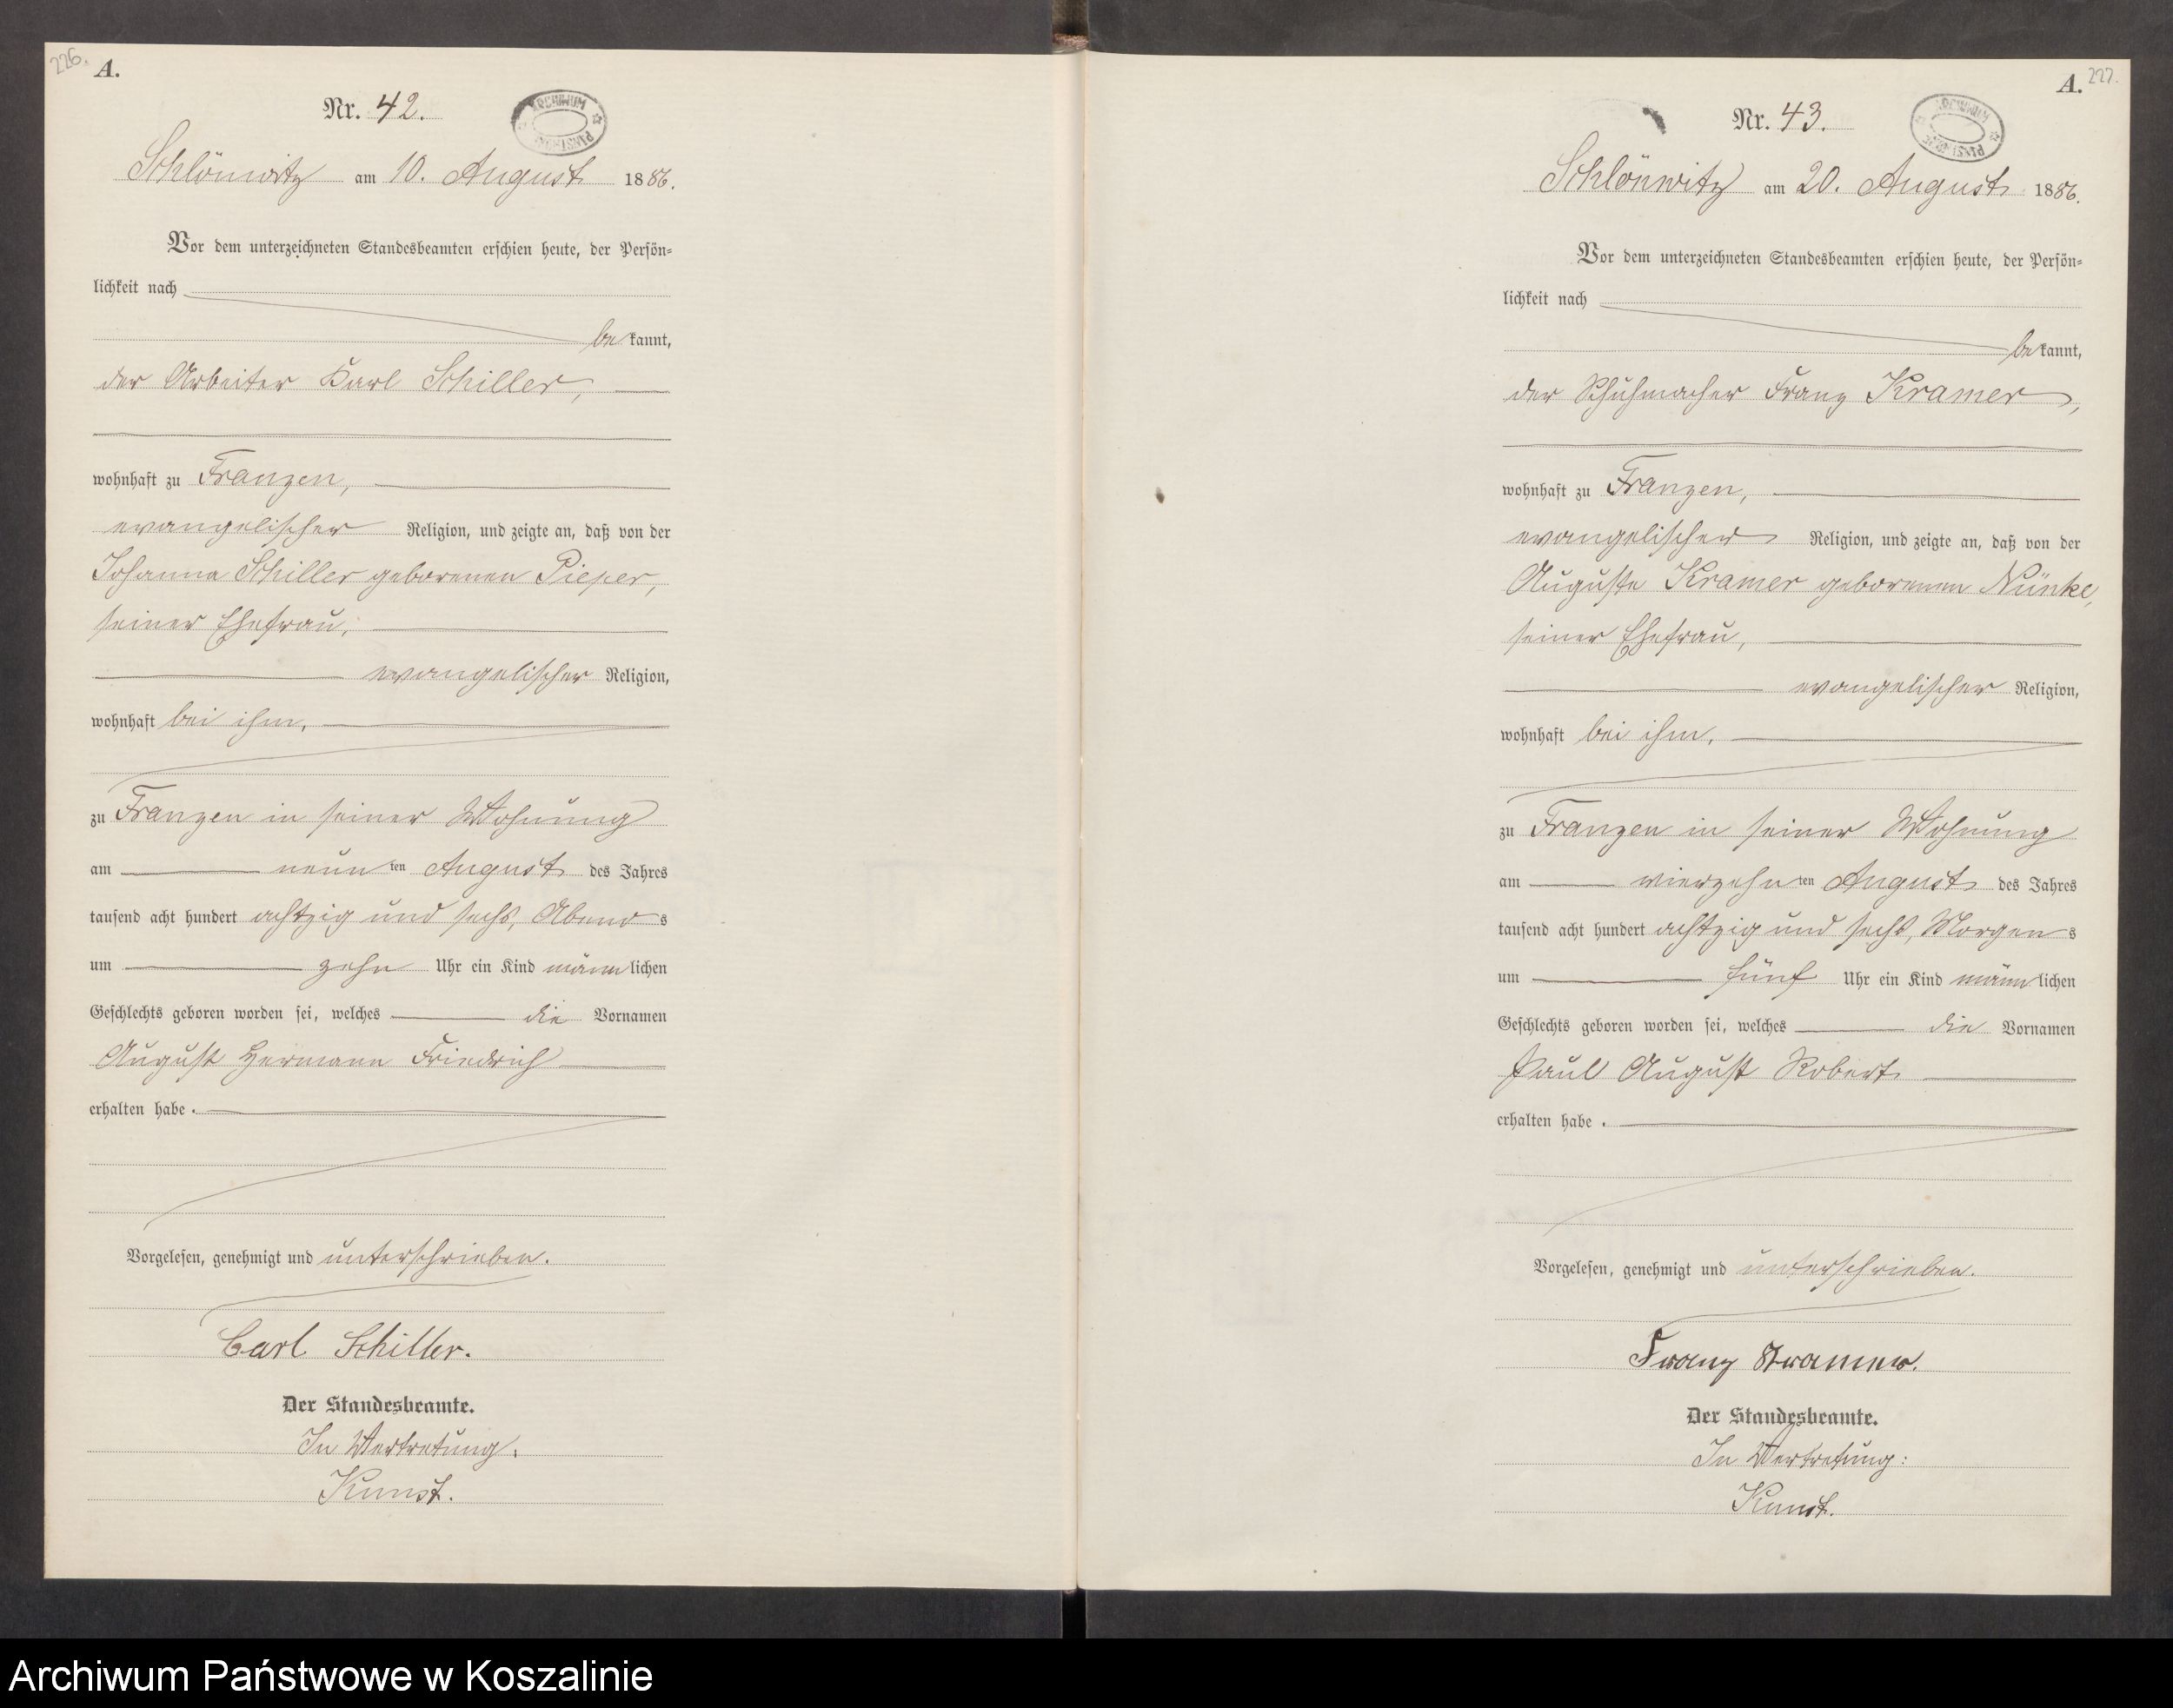 226.
A.
Nr. 42.
ARCHIWUM PAŃSTWOWE
Schlönwitz am 10. August 1886.
Vor dem unterzeichneten Standesbeamten erschien heute, der Persön=
lichkeit nach
bekannt,
der Arbeiter Karl Schiller,
wohnhaft zu Franzen,
evangelischer Religion, und zeigte an, daß von der
Johanna Schiller geborenen Pieper,
seiner Ehefrau,
evangelischer Religion,
wohnhaft bei ihm,
zu Franzen in seiner Wohnung
am neunten August des Jahres
tausend acht hundert achtzig und sechs, Abends
um zehn Uhr ein Kind männlichen
Geschlechts geboren worden sei, welches die Vornamen
August Hermann Friedrich
erhalten habe.
Vorgelesen, genehmigt und unterschrieben.
Carl Schiller.
Der Standesbeamte.
In Vertretung.
Kunst.
A.
227.
Nr. 43.
ARCHIWUM PAŃSTWOWE
Schlönwitz am 20. August 1886.
Vor dem unterzeichneten Standesbeamten erschien heute, der Persön=
lichkeit nach
bekannt,
der Schuhmacher Franz Kramer,
wohnhaft zu Franzen,
evangelischer Religion, und zeigte an, daß von der
Auguste Kramer geborenen Nünke,
seiner Ehefrau,
evangelischer Religion,
wohnhaft bei ihm,
zu Franzen in seiner Wohnung
am vierzehnten August des Jahres
tausend acht hundert achtzig und sechs, Morgens
um fünf Uhr ein Kind männlichen
Geschlechts geboren worden sei, welches die Vornamen
Paul August Robert
erhalten habe.
Vorgelesen, genehmigt und unterschrieben.
Franz Kramer.
Der Standesbeamte.
In Vertretung:
Kunst.
Archiwum Państwowe w Koszalinie